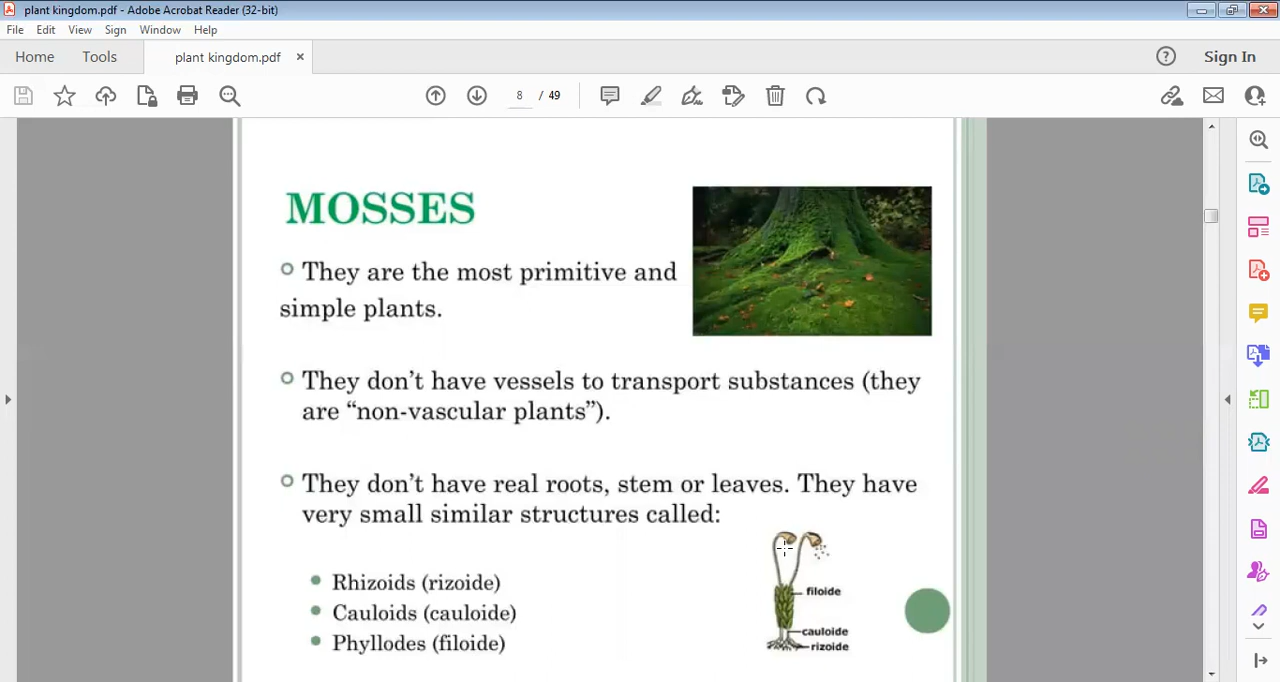 plant kingdom.pdf - Adobe Acrobat Reader (32-bit)
File Edit View Sign Window Help
Home Tools plant kingdom.pdf × ? Sign In
8 / 49
MOSSES
They are the most primitive and
simple plants.
They don’t have vessels to transport substances (they
are “non-vascular plants”).
They don’t have real roots, stem or leaves. They have
very small similar structures called:
Rhizoids (rizoide)
Cauloids (cauloide)
Phyllodes (filoide)
filoide
cauloide
rizoide